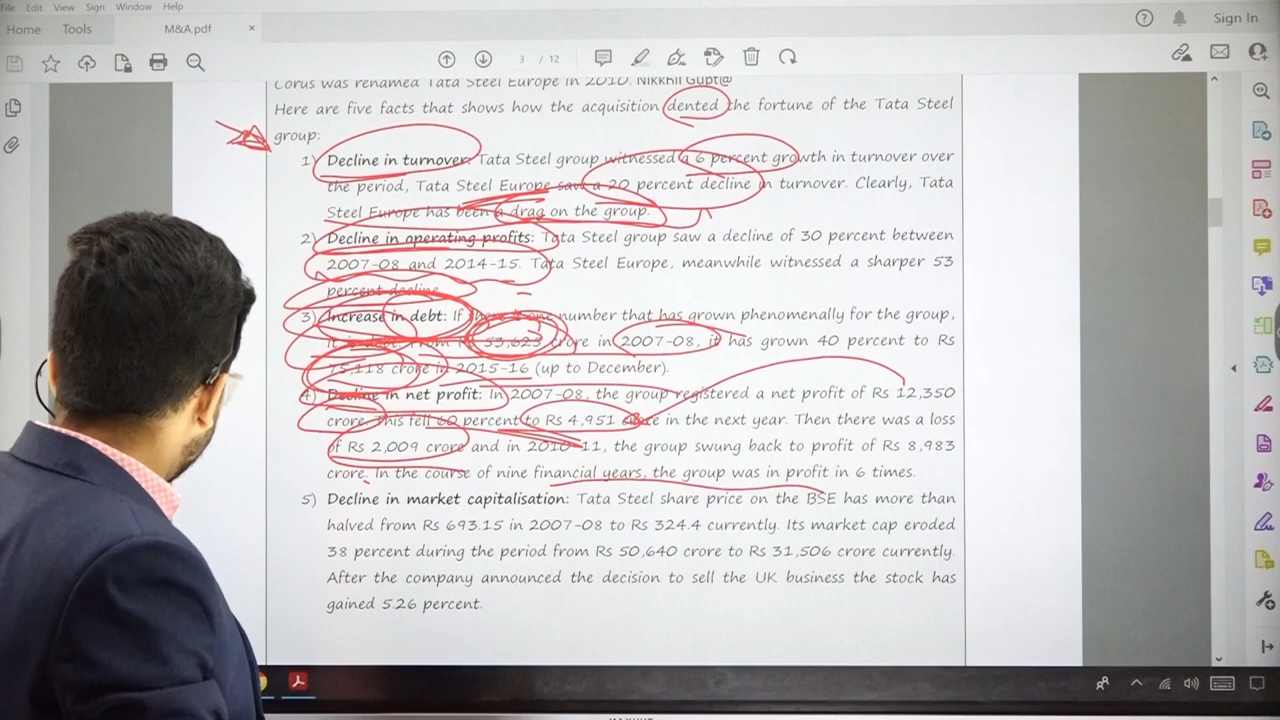 File Edit View Sign Window Help
Home Tools M&A.pdf × Sign In
3 / 12
Corus was renamed Tata Steel Europe in 2010. Nikkhil Gupt@
Here are five facts that shows how the acquisition dented the fortune of the Tata Steel
group:
1) Decline in turnover: Tata Steel group witnessed a 6 percent growth in turnover over
the period, Tata Steel Europe saw a 20 percent decline in turnover. Clearly, Tata
Steel Europe has been a drag on the group.
2) Decline in operating profits: Tata Steel group saw a decline of 30 percent between
2007-08 and 2014-15. Tata Steel Europe, meanwhile witnessed a sharper 53
percent decline.
3) Increase in debt: If there is one number that has grown phenomenally for the group,
it is debt. From Rs 53,623 crore in 2007-08, it has grown 40 percent to Rs
75,118 crore in 2015-16 (up to December).
4) Decline in net profit: In 2007-08, the group registered a net profit of Rs 12,350
crore. This fell 60 percent to Rs 4,951 crore in the next year. Then there was a loss
of Rs 2,009 crore and in 2010-11, the group swung back to profit of Rs 8,983
crore. In the course of nine financial years, the group was in profit in 6 times.
5) Decline in market capitalisation: Tata Steel share price on the BSE has more than
halved from Rs 693.15 in 2007-08 to Rs 324.4 currently. Its market cap eroded
38 percent during the period from Rs 50,640 crore to Rs 31,506 crore currently.
After the company announced the decision to sell the UK business the stock has
gained 5.26 percent.